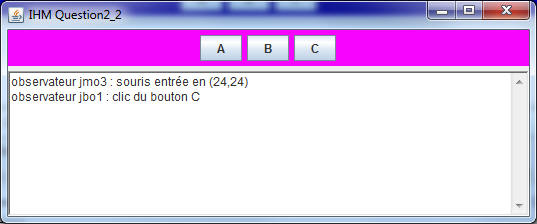 IHM Question2_2
A B C
observateur jmo3 : souris entrée en (24,24)
observateur jbo1 : clic du bouton C